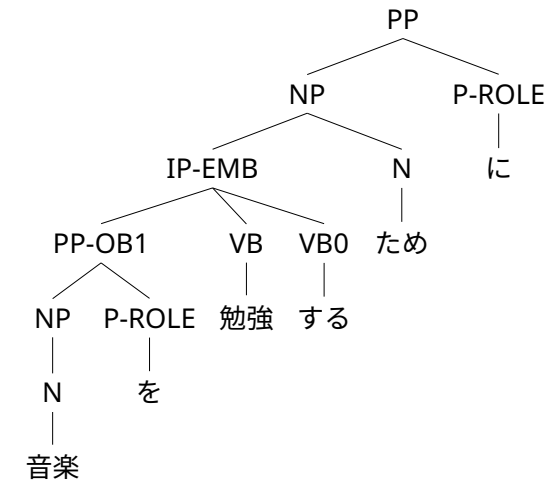 PP
NP P-ROLE
IP-EMB N に
PP-OB1 VB VB0 ため
NP P-ROLE 勉強 する
N を
音楽